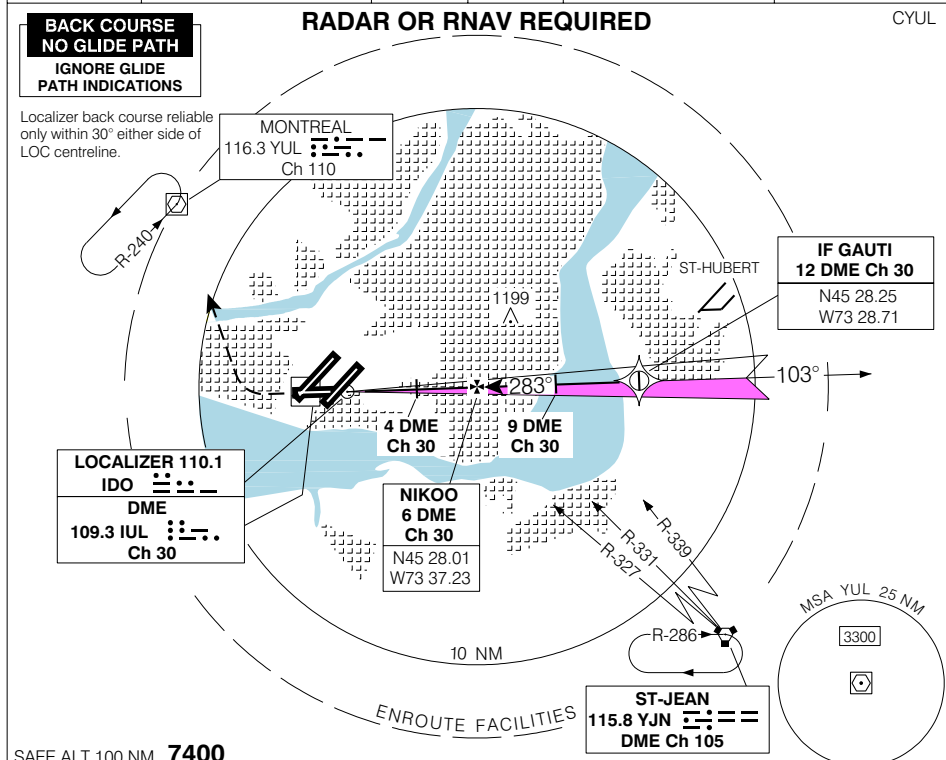 RADAR OR RNAV REQUIRED
CYUL
BACK COURSE
NO GLIDE PATH
IGNORE GLIDE
PATH INDICATIONS
Localizer back course reliable
only within 30° either side of
LOC centreline.
MONTREAL
116.3 YUL
Ch 110
R-240
ST-HUBERT
IF GAUTI
12 DME Ch 30
N45 28.25
W73 28.71
1199
283°
103°
4 DME
Ch 30
9 DME
Ch 30
LOCALIZER 110.1
IDO
DME
109.3 IUL
Ch 30
NIKOO
6 DME
Ch 30
N45 28.01
W73 37.23
R-339
R-331
R-327
R-286
MSA YUL 25 NM
3300
10 NM
ENROUTE FACILITIES
ST-JEAN
115.8 YJN
DME Ch 105
SAFE ALT 100 NM 7400